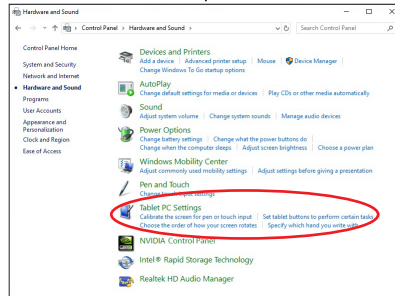 Hardware and Sound
Control Panel > Hardware and Sound >
Search Control Panel
Control Panel Home
System and Security
Network and Internet
Hardware and Sound
Programs
User Accounts
Appearance and
Personalization
Clock and Region
Ease of Access
Devices and Printers
Add a device | Advanced printer setup | Mouse | Device Manager |
Change Windows To Go startup options
AutoPlay
Change default settings for media or devices | Play CDs or other media automatically
Sound
Adjust system volume | Change system sounds | Manage audio devices
Power Options
Change battery settings | Change what the power buttons do |
Change when the computer sleeps | Adjust screen brightness | Choose a power plan
Windows Mobility Center
Adjust commonly used mobility settings | Adjust settings before giving a presentation
Pen and Touch
Change touch input settings
Tablet PC Settings
Calibrate the screen for pen or touch input | Set tablet buttons to perform certain tasks
Choose the order of how your screen rotates | Specify which hand you write with
NVIDIA Control Panel
Intel® Rapid Storage Technology
Realtek HD Audio Manager